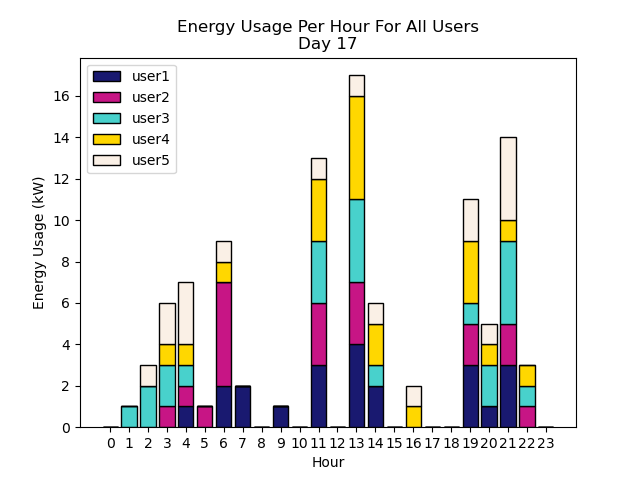 Energy Usage Per Hour For All Users
Day 17
user1
user2
user3
user4
user5
Energy Usage (kW)
16
14
12
10
8
6
4
2
0
0 1 2 3 4 5 6 7 8 9 10 11 12 13 14 15 16 17 18 19 20 21 22 23
Hour